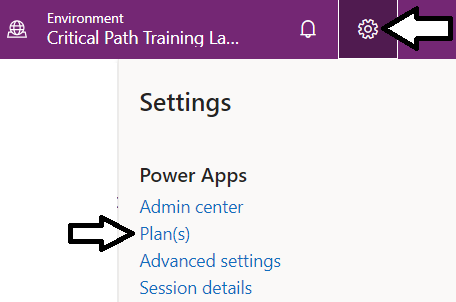 Environment
Critical Path Training La...
Settings
Power Apps
Admin center
Plan(s)
Advanced settings
Session details